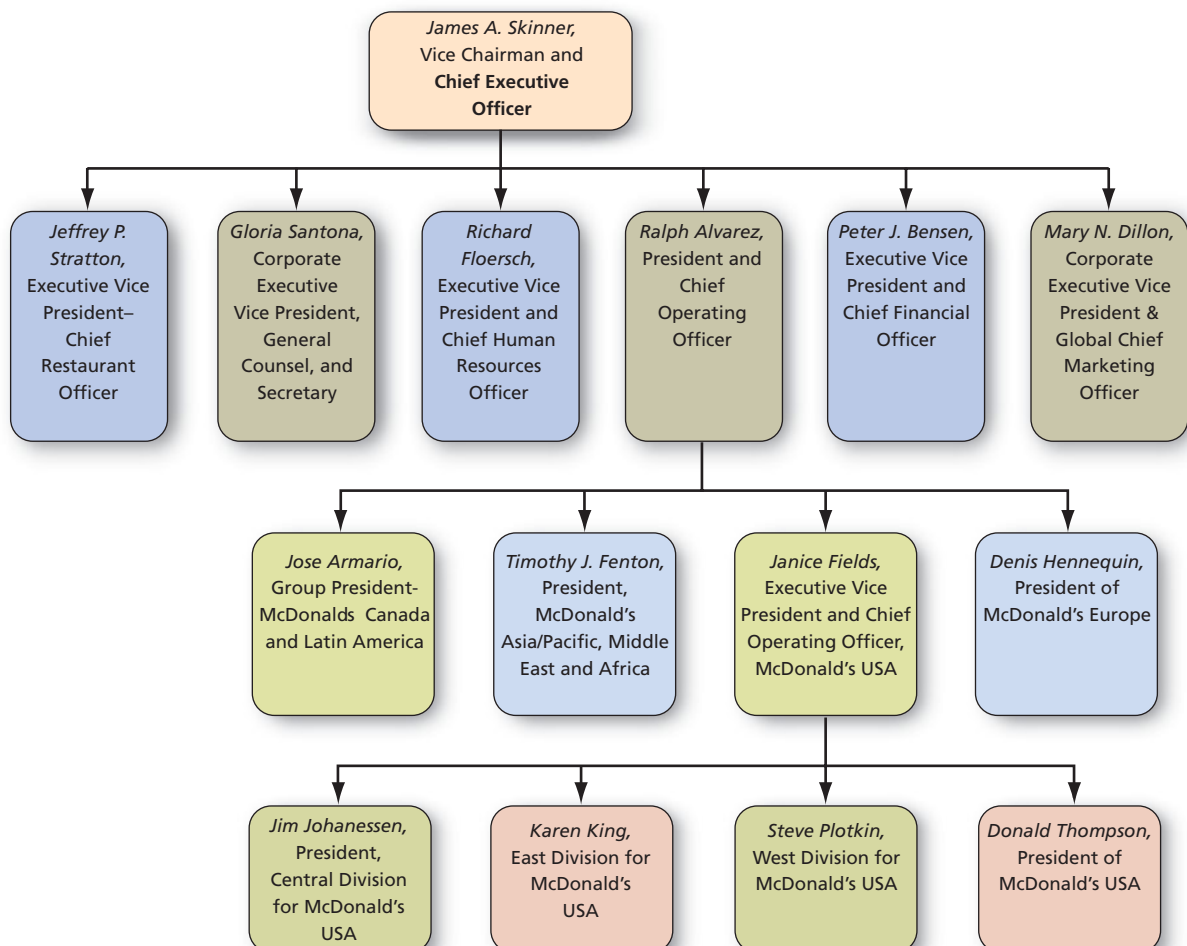 James A. Skinner,
Vice Chairman and
Chief Executive
Officer
Jeffrey P.
Stratton,
Executive Vice
President–
Chief
Restaurant
Officer
Gloria Santona,
Corporate
Executive
Vice President,
General
Counsel, and
Secretary
Richard
Floersch,
Executive Vice
President and
Chief Human
Resources
Officer
Ralph Alvarez,
President and
Chief
Operating
Officer
Peter J. Bensen,
Executive Vice
President and
Chief Financial
Officer
Mary N. Dillon,
Corporate
Executive Vice
President &
Global Chief
Marketing
Officer
Jose Armario,
Group President-
McDonalds Canada
and Latin America
Timothy J. Fenton,
President,
McDonald's
Asia/Pacific, Middle
East and Africa
Janice Fields,
Executive Vice
President and Chief
Operating Officer,
McDonald's USA
Denis Hennequin,
President of
McDonald's Europe
Jim Johanessen,
President,
Central Division
for McDonald's
USA
Karen King,
East Division for
McDonald's
USA
Steve Plotkin,
West Division for
McDonald's USA
Donald Thompson,
President of
McDonald's USA